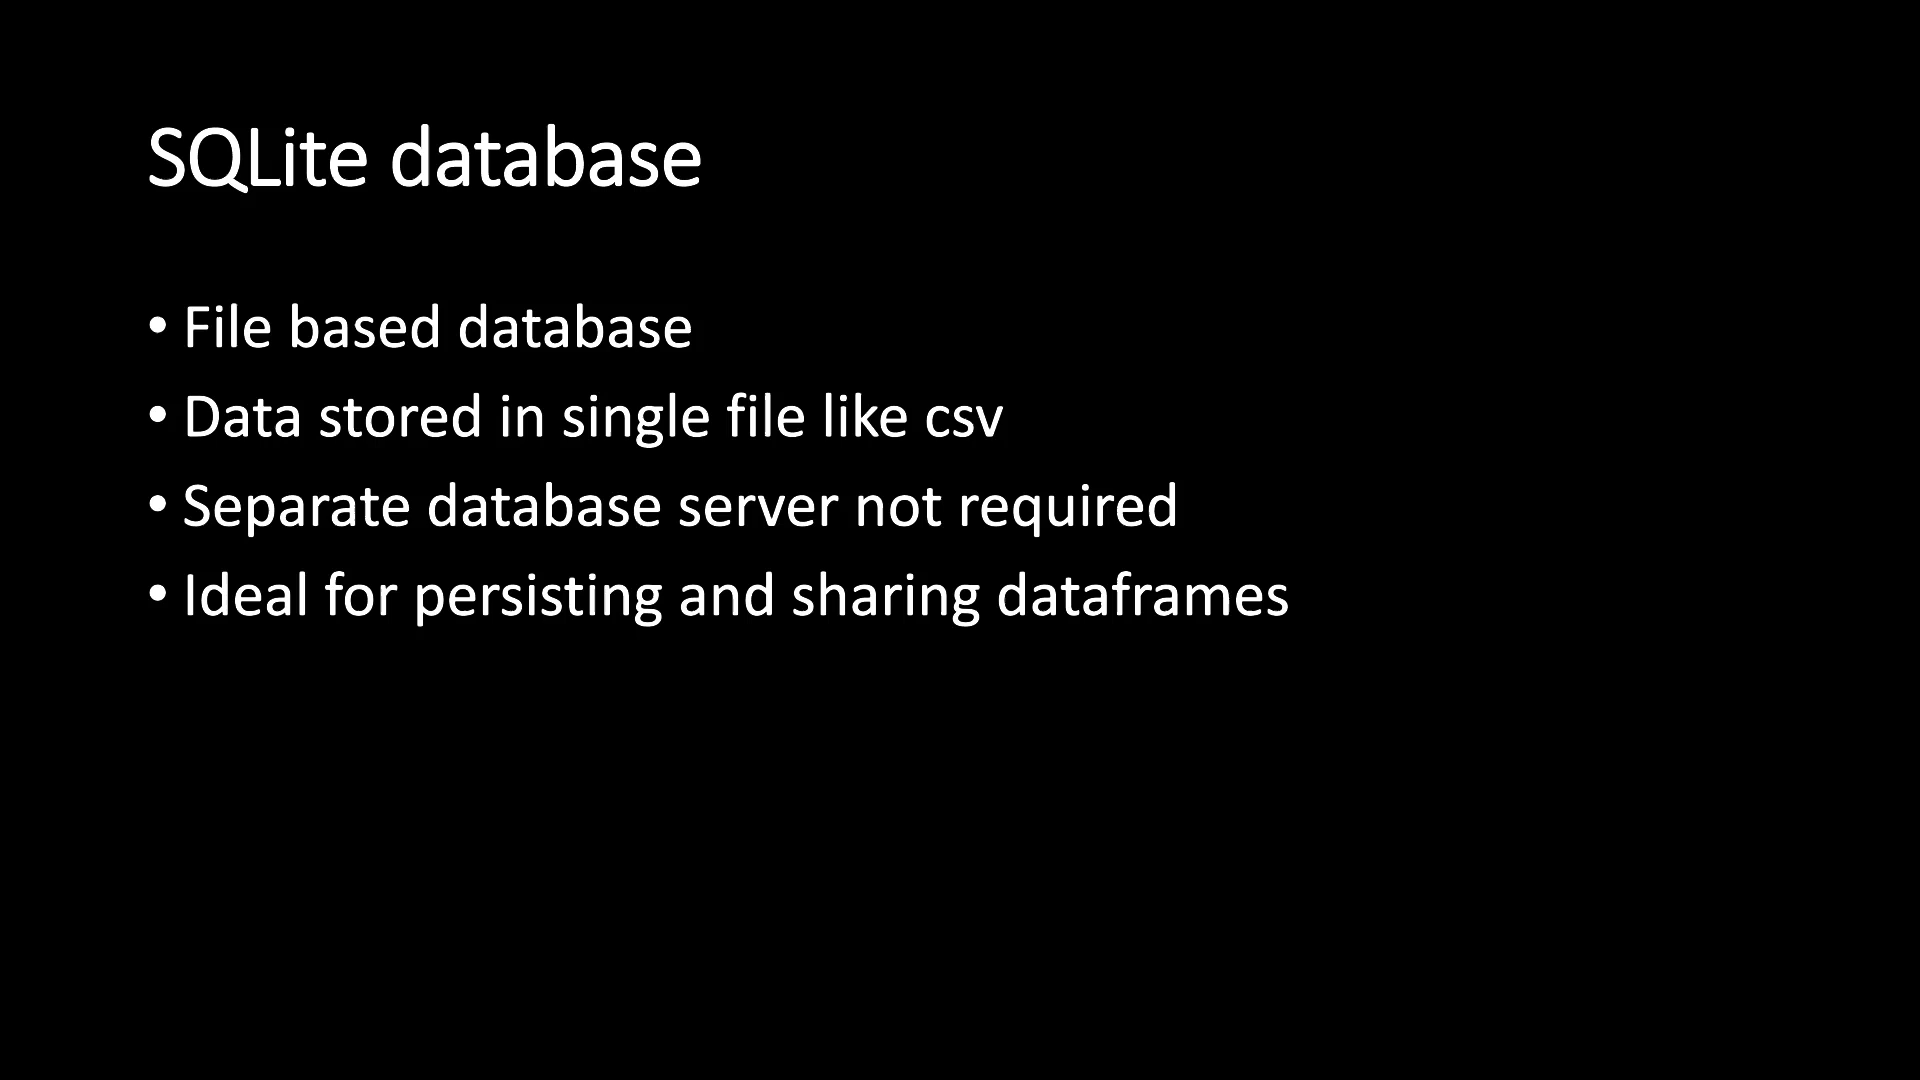 SQLite database
• File based database
• Data stored in single file like csv
• Separate database server not required
• Ideal for persisting and sharing dataframes